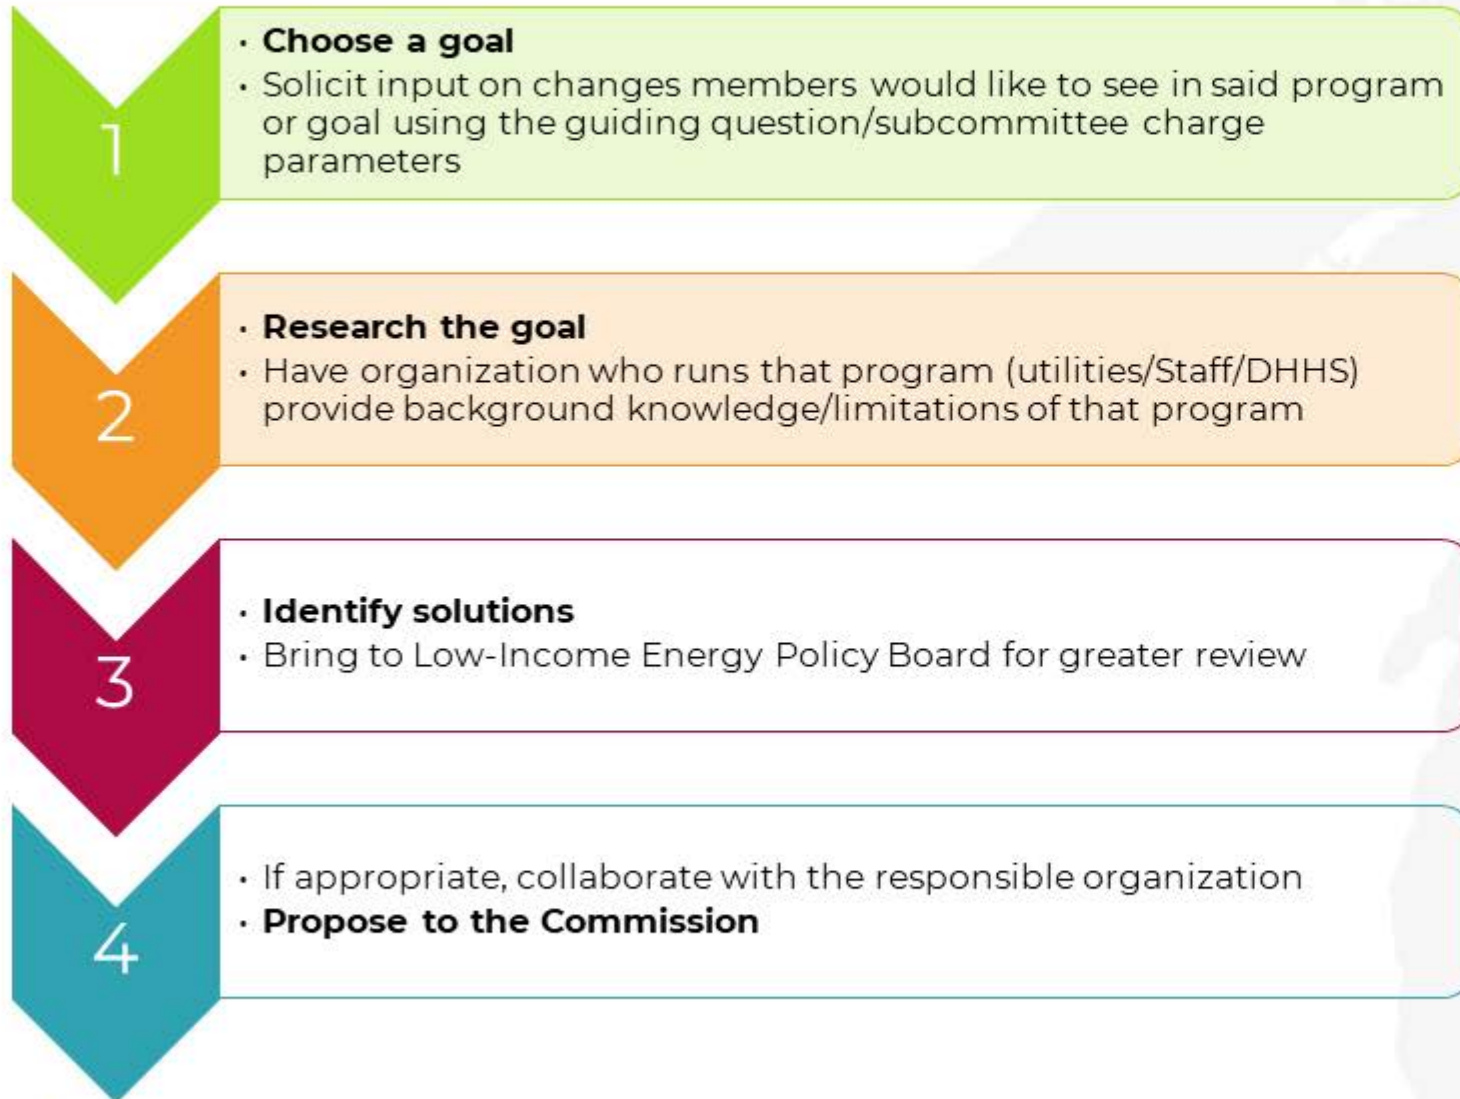 1
· Choose a goal
· Solicit input on changes members would like to see in said program
or goal using the guiding question/subcommittee charge
parameters
2
· Research the goal
· Have organization who runs that program (utilities/Staff/DHHS)
provide background knowledge/limitations of that program
3
· Identify solutions
· Bring to Low-Income Energy Policy Board for greater review
4
· If appropriate, collaborate with the responsible organization
· Propose to the Commission